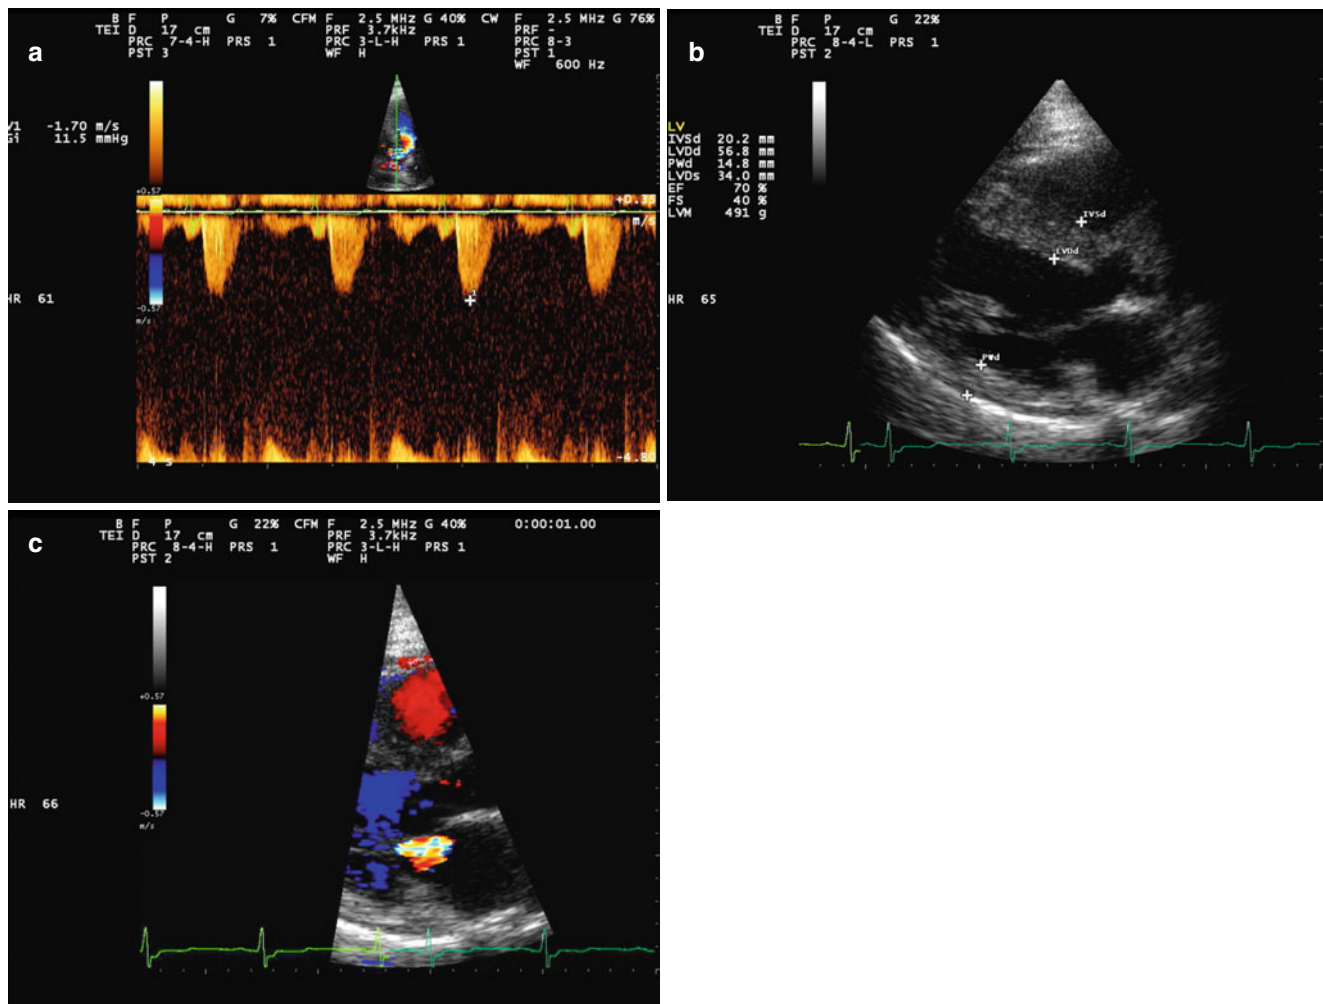 a
B F P G 7% CFM F 2.5 MHz G 40% CW F 2.5 MHz G 76%
TEI D 17 cm PRF 3.7kHz PRF -
PRC 7-4-H PRS 1 PRC 3-L-H PRS 1 PRC 8-3
PST 3 WF H PST 1
WF 600 Hz
-1.70 m/s
11.5 mmHg
+0.57
+0.35
m/s
1
HR 61
-0.57
m/s
4 S
-4.80
b
B F P G 22%
TEI D 17 cm
PRC 8-4-L PRS 1
PST 2
LV
IVSd 20.2 mm
LVDd 56.8 mm
PWd 14.8 mm
LVDs 34.0 mm
EF 70 %
FS 40 %
LVM 491 g
IVSd
LVDd
HR 65
PWd
c
B F P G 22% CFM F 2.5 MHz G 40% 0:00:01.00
TEI D 17 cm PRF 3.7kHz
PRC 8-4-H PRS 1 PRC 3-L-H PRS 1
PST 2 WF H
+0.57
HR 66
-0.57
m/s